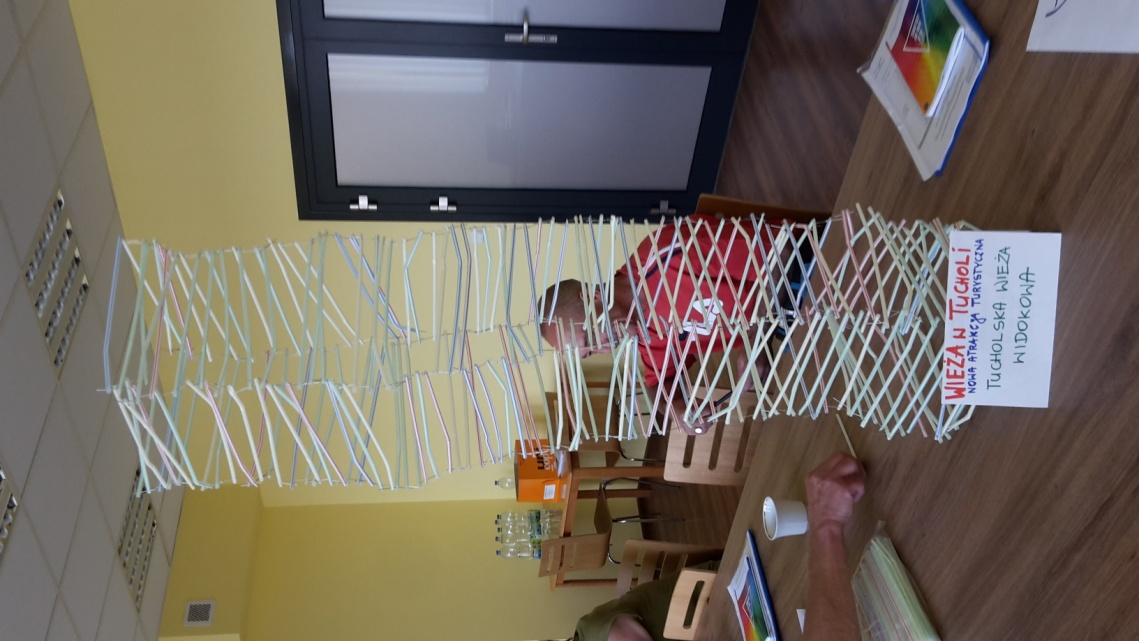 WIEŻA W TUCHOLI
NOWA ATRAKCJA TURYSTYCZNA
TUCHOLSKA WIEŻA
WIDOKOWA